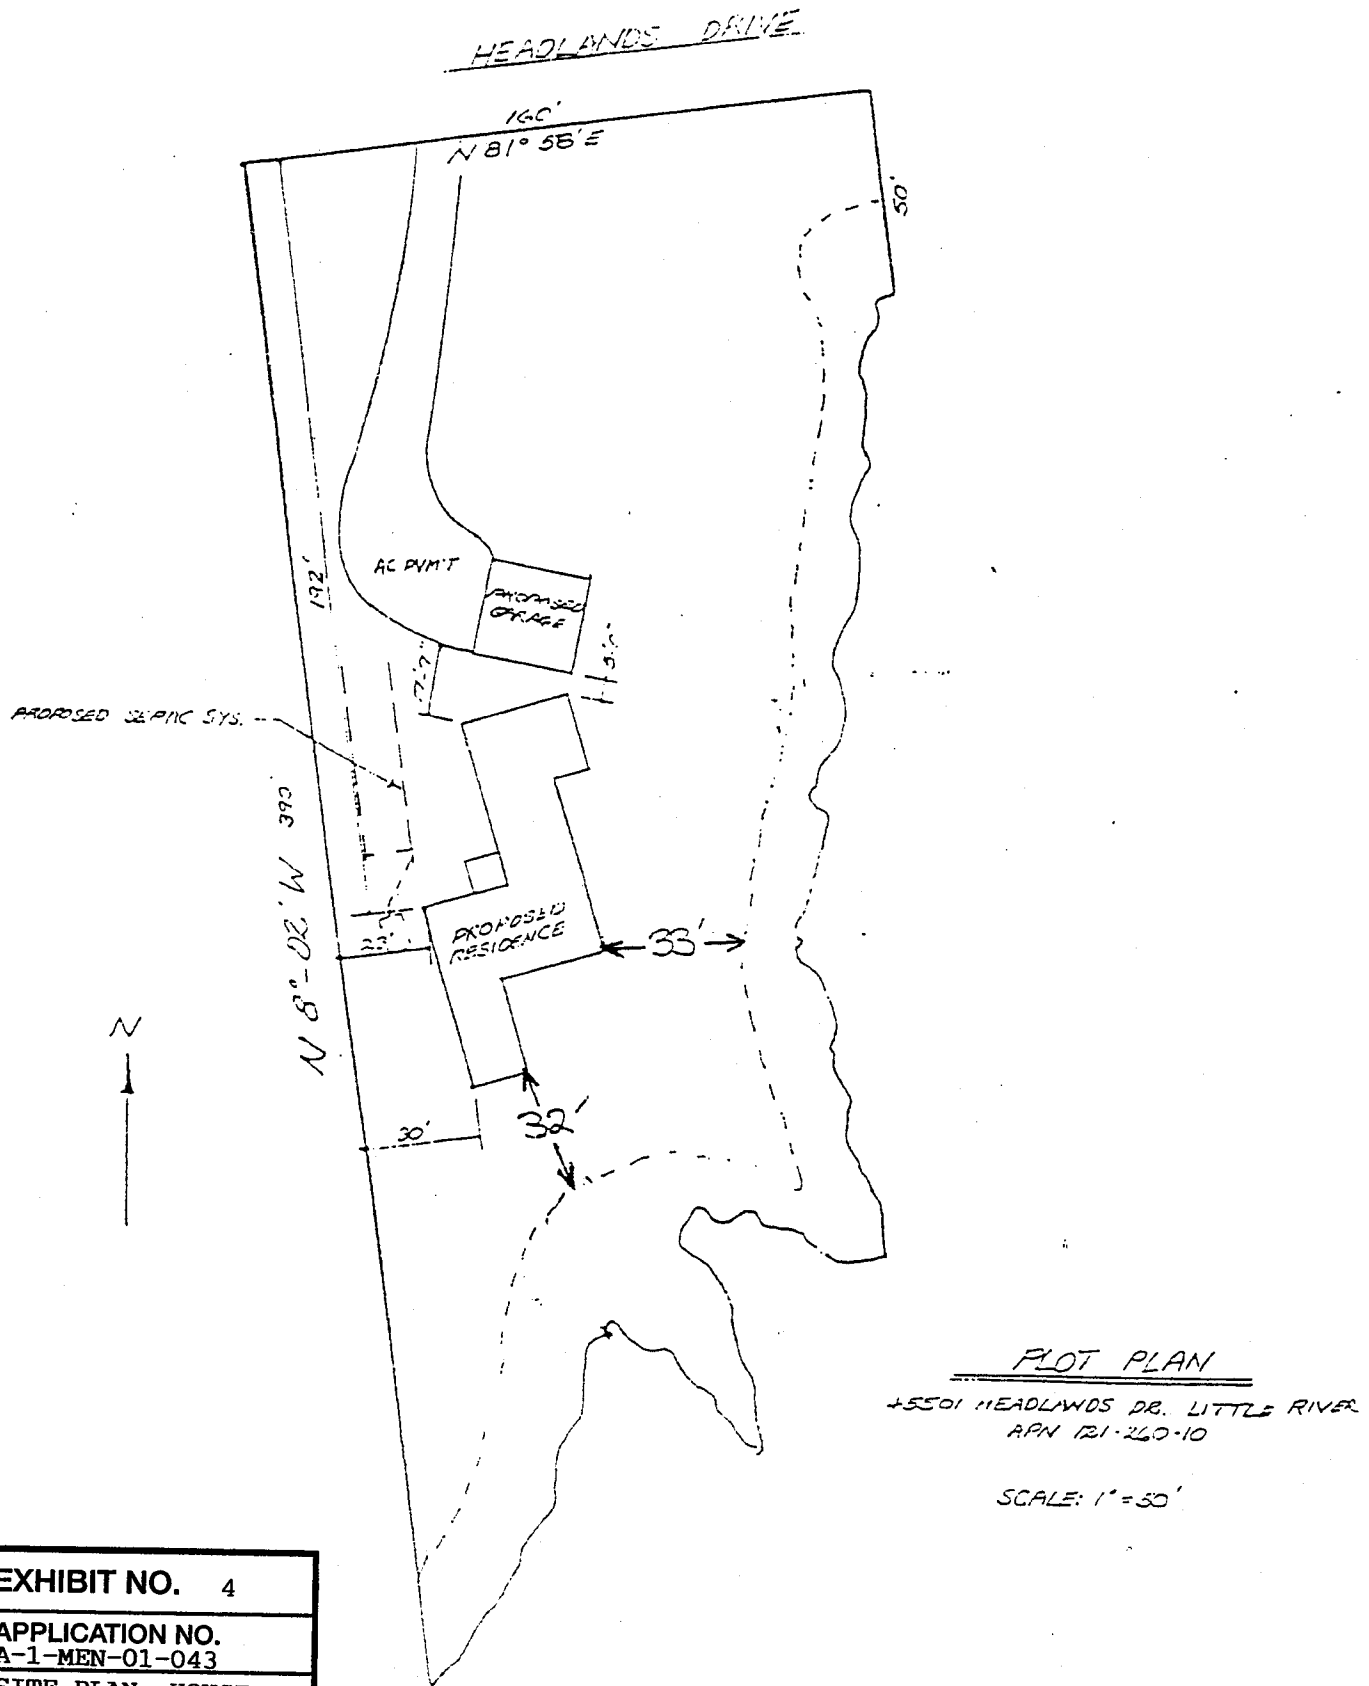 HEADLANDS DRIVE
160'
N 81° 58' E
50'
192'
AC PVM'T
PROPOSED
GARAGE
PROPOSED SEPTIC SYS.
N 8°-02' W 390'
23'
PROPOSED
RESIDENCE
33'
N
30'
32'
PLOT PLAN
45501 HEADLANDS DR. LITTLE RIVER
APN 121-260-10
SCALE: 1" = 50'
EXHIBIT NO. 4
APPLICATION NO.
A-1-MEN-01-043